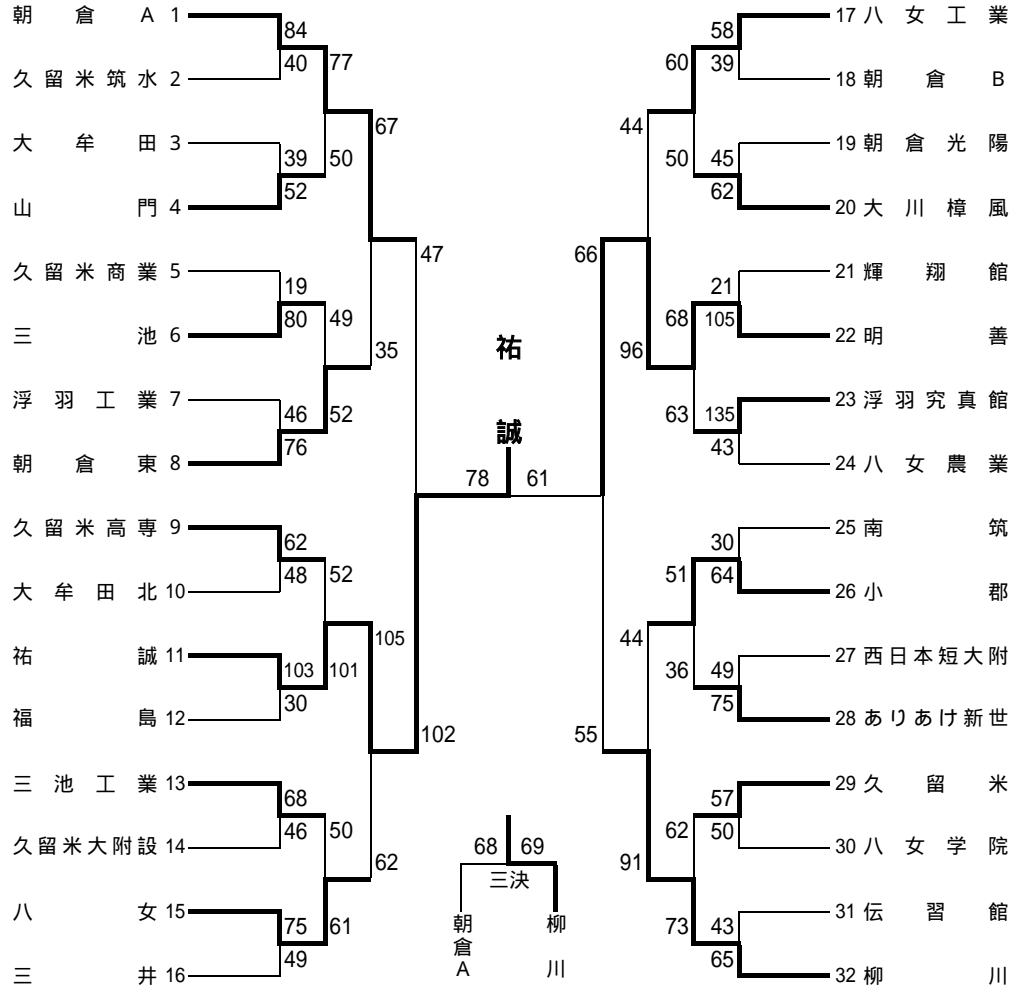 朝倉A 1
84
40
77
久留米筑水 2
67
大牟田 3
39
50
52
山門 4
47
久留米商業 5
19
80
49
三池 6
35
浮羽工業 7
46
52
76
朝倉東 8
久留米高専 9
62
48
52
大牟田北 10
105
祐誠 11
103
101
30
福島 12
102
三池工業 13
68
46
50
久留米大附設 14
62
八女 15
75
61
49
三井 16
祐誠
78 61
68 69
三決
朝倉A
柳川
17 八女工業
58
60
39
18 朝倉B
44
19 朝倉光陽
50
45
62
20 大川樟風
66
21 輝翔館
21
68
105
22 明善
96
23 浮羽究真館
63
135
43
24 八女農業
25 南筑
30
51
64
26 小郡
44
27 西日本短大附
36
49
75
28 ありあけ新世
55
29 久留米
57
62
50
30 八女学院
91
31 伝習館
73
43
65
32 柳川